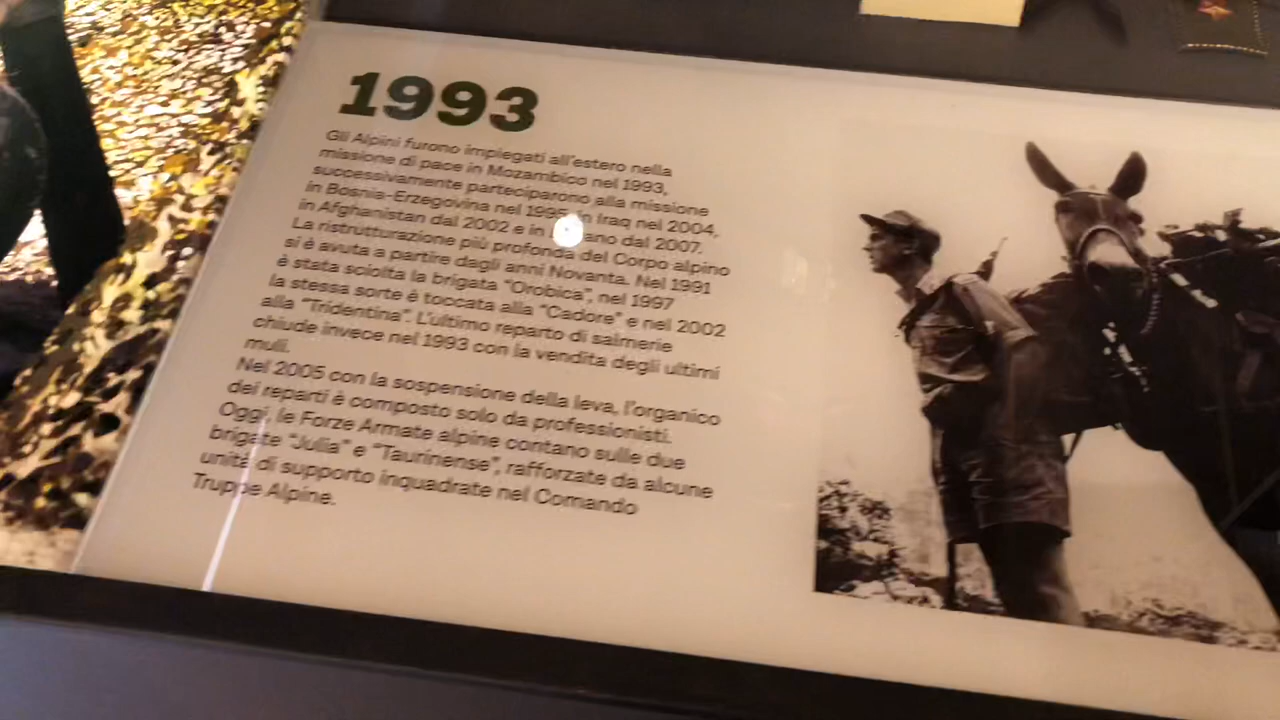 1993
Gli Alpini furono impiegati all'estero nella
missione di pace in Mozambico nel 1993,
successivamente parteciparono alla missione
in Bosnia-Erzegovina nel 1995, in Iraq nel 2004,
in Afghanistan dal 2002 e in dal 2007.
La ristrutturazione più profonda del Corpo alpino
si è avuta a partire dagli anni Novanta. Nel 1991
è stata sciolta la brigata "Orobica", nel 1997
la stessa sorte è toccata alla "Cadore" e nel 2002
alla "Tridentina". L'ultimo reparto di salmerie
chiude invece nel 1993 con la vendita degli ultimi
muli.
Nel 2005 con la sospensione della leva, l'organico
dei reparti è composto solo da professionisti.
Oggi, le Forze Armate alpine contano sulle due
brigate "Julia" e "Taurinense", rafforzate da alcune
unità di supporto inquadrate nel Comando
Truppe Alpine.